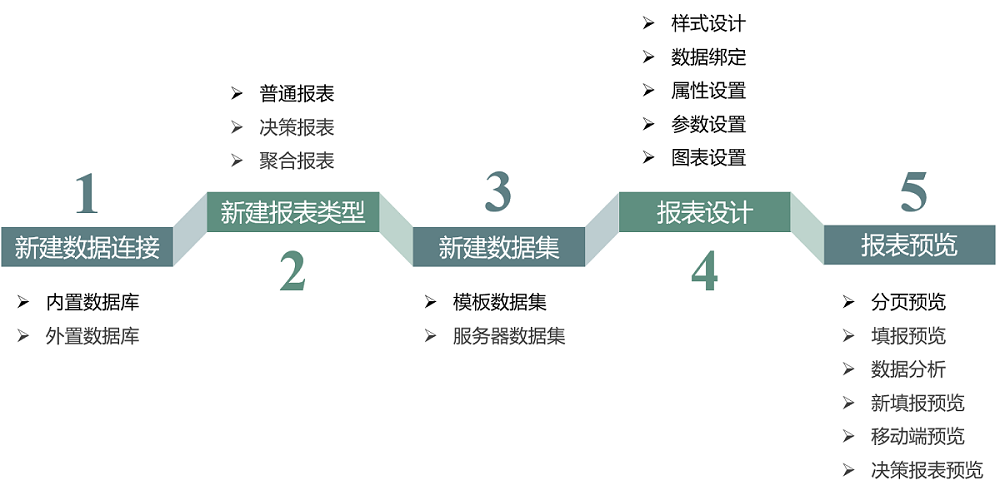 1
新建数据连接
内置数据库
外置数据库
普通报表
决策报表
聚合报表
新建报表类型
2
3
新建数据集
模板数据集
服务器数据集
样式设计
数据绑定
属性设置
参数设置
图表设置
报表设计
4
5
报表预览
分页预览
填报预览
数据分析
新填报预览
移动端预览
决策报表预览